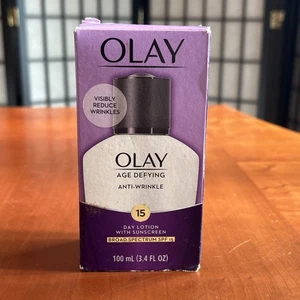 OLAY
VISIBLY
REDUCE
WRINKLES
OLAY
AGE DEFYING
ANTI-WRINKLE
15
DAY LOTION
WITH SUNSCREEN
BROAD SPECTRUM SPF 15
100 mL (3.4 FL OZ)